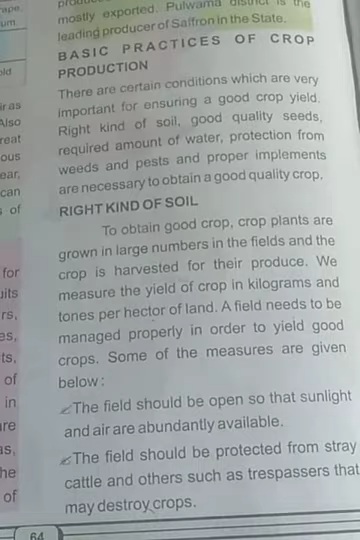 mostly exported. Pulwama district is the
leading producer of Saffron in the State.
BASIC PRACTICES OF CROP
PRODUCTION
There are certain conditions which are very
important for ensuring a good crop yield.
Right kind of soil, good quality seeds,
required amount of water, protection from
weeds and pests and proper implements
are necessary to obtain a good quality crop.
RIGHT KIND OF SOIL
To obtain good crop, crop plants are
grown in large numbers in the fields and the
crop is harvested for their produce. We
measure the yield of crop in kilograms and
tones per hector of land. A field needs to be
managed properly in order to yield good
crops. Some of the measures are given
below :
✍The field should be open so that sunlight
and air are abundantly available.
✍The field should be protected from stray
cattle and others such as trespassers that
may destroy crops.
64